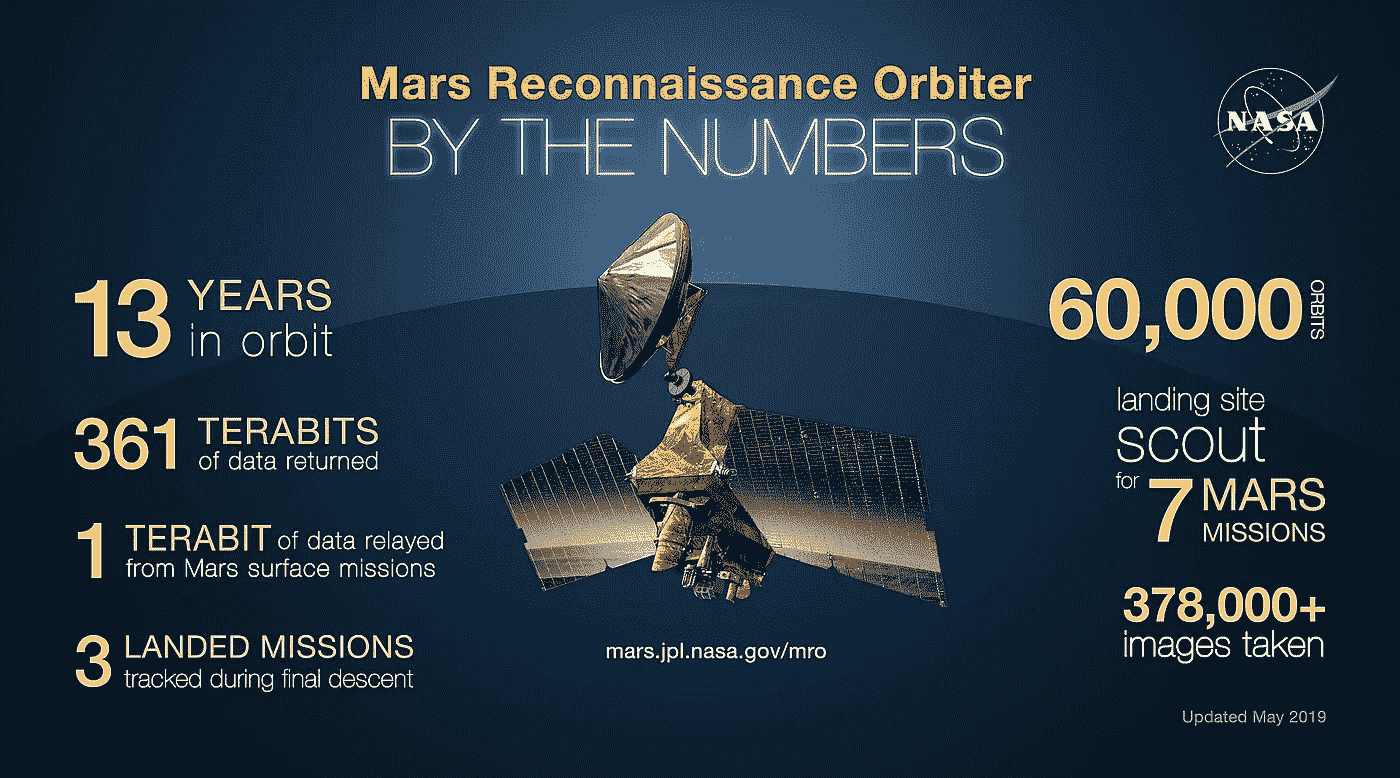 Mars Reconnaissance Orbiter
BY THE NUMBERS
NASA
13 YEARS
in orbit
361 TERABITS
of data returned
1 TERABIT of data relayed
from Mars surface missions
3 LANDED MISSIONS
tracked during final descent
mars.jpl.nasa.gov/mro
60,000 ORBITS
landing site
scout
for 7 MARS
MISSIONS
378,000+
images taken
Updated May 2019